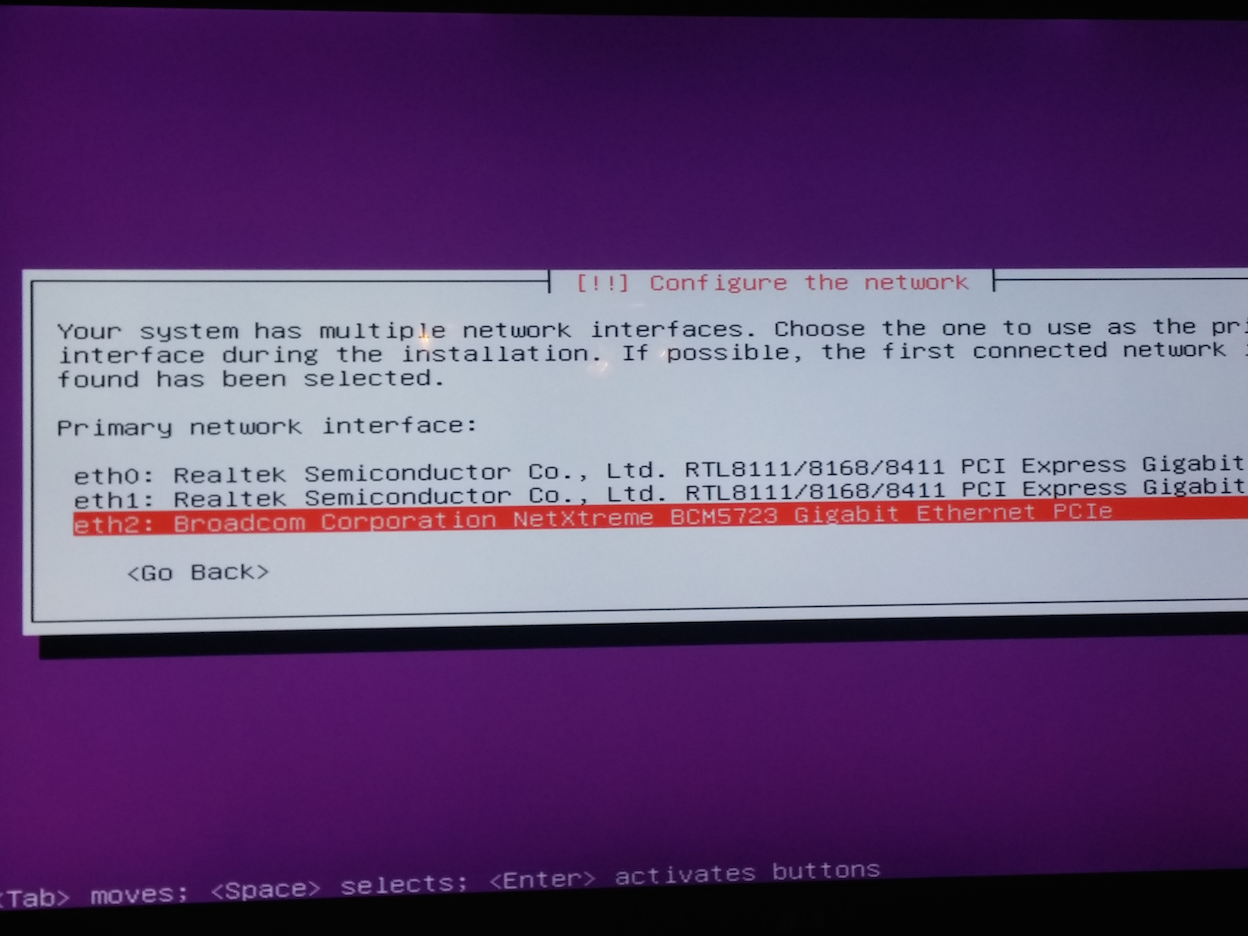 [!!] Configure the network
Your system has multiple network interfaces. Choose the one to use as the
interface during the installation. If possible, the first connected network
found has been selected.
Primary network interface:
eth0: Realtek Semiconductor Co., Ltd. RTL8111/8168/8411 PCI Express Gigabit
eth1: Realtek Semiconductor Co., Ltd. RTL8111/8168/8411 PCI Express Gigabit
eth2: Broadcom Corporation NetXtreme BCM5723 Gigabit Ethernet PCIe
<Go Back>
<Tab> moves; <Space> selects; <Enter> activates buttons